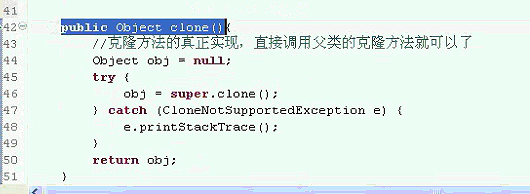 41
42 public Object clone(){
43 //克隆方法的真正实现，直接调用父类的克隆方法就可以了
44 Object obj = null;
45 try {
46 obj = super.clone();
47 } catch (CloneNotSupportedException e) {
48 e.printStackTrace();
49 }
50 return obj;
51 }